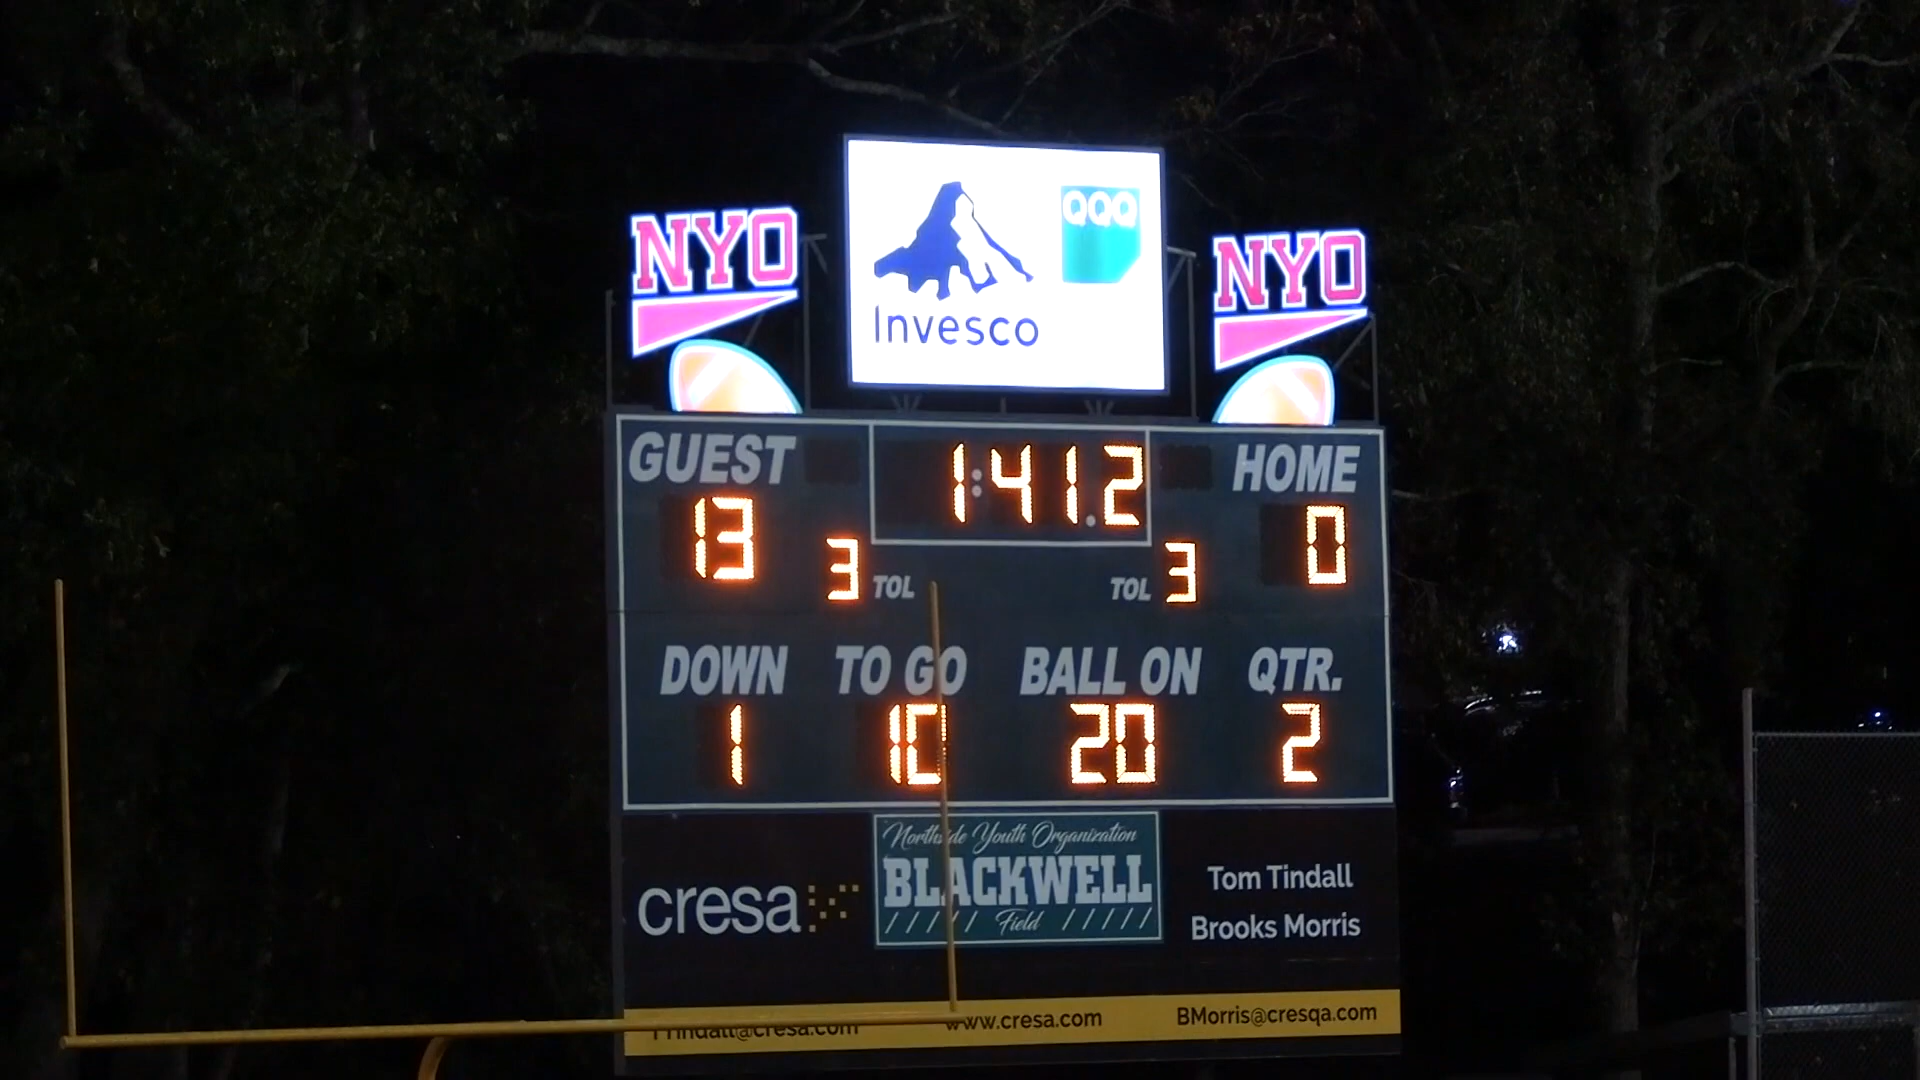 NYO
NYO
QQQ
Invesco
GUEST 1:41.2 HOME
13 0
3 TOL TOL 3
DOWN TO GO BALL ON QTR.
1 10 20 2
Northside Youth Organization
BLACKWELL
Field
cresa
Tom Tindall
Brooks Morris
www.cresa.com BMorris@cresqa.com